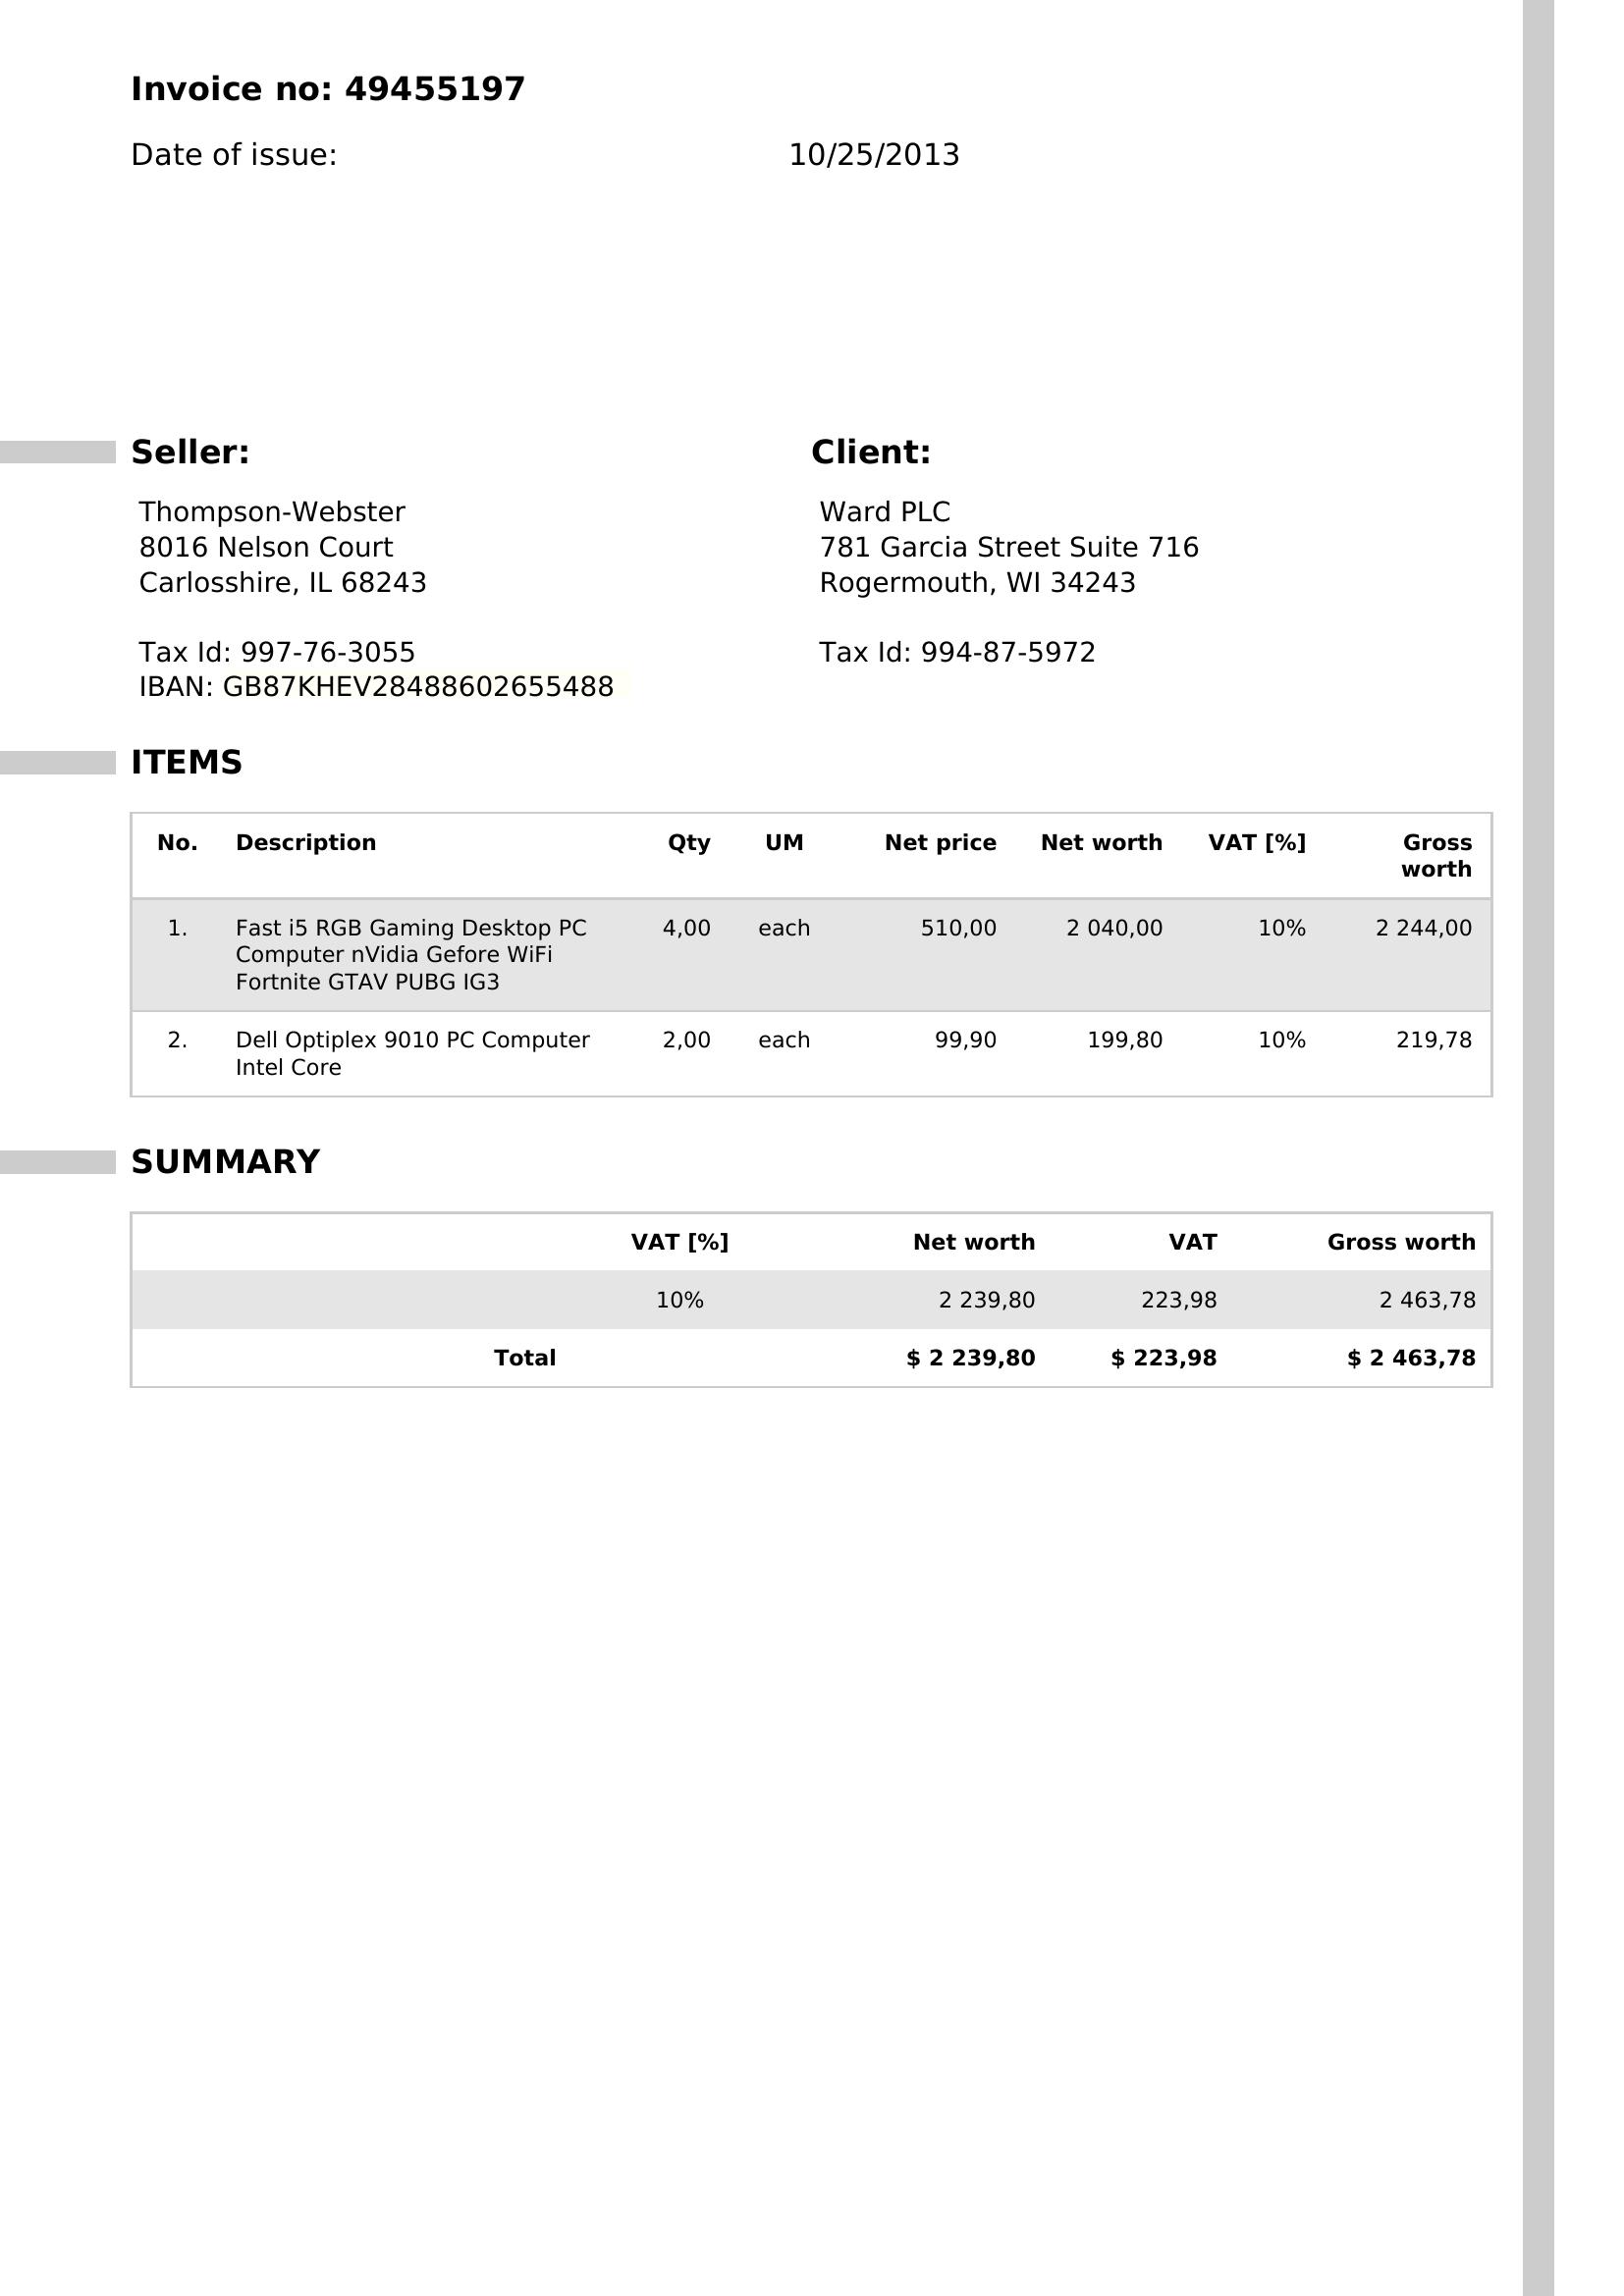 Invoice no: 49455197
Date of issue: 10/25/2013
Seller:
Thompson-Webster
8016 Nelson Court
Carlosshire, IL 68243
Tax Id: 997-76-3055
IBAN: GB87KHEV28488602655488
Client:
Ward PLC
781 Garcia Street Suite 716
Rogermouth, WI 34243
Tax Id: 994-87-5972
ITEMS
No. Description Qty UM Net price Net worth VAT [%] Gross
worth
1. Fast i5 RGB Gaming Desktop PC 4,00 each 510,00 2 040,00 10% 2 244,00
Computer nVidia Gefore WiFi
Fortnite GTAV PUBG IG3
2. Dell Optiplex 9010 PC Computer 2,00 each 99,90 199,80 10% 219,78
Intel Core
SUMMARY
VAT [%] Net worth VAT Gross worth
10% 2 239,80 223,98 2 463,78
Total $ 2 239,80 $ 223,98 $ 2 463,78